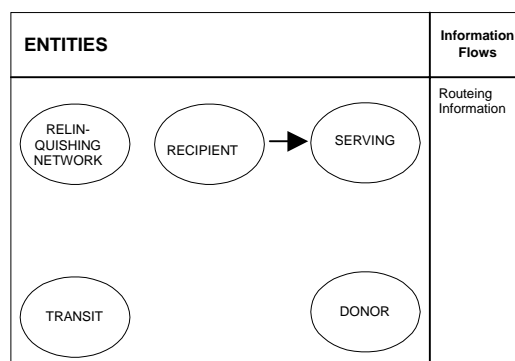 ENTITIES
Information
Flows
Routeing
Information
RELIN-
QUISHING
NETWORK
RECIPIENT
SERVING
TRANSIT
DONOR